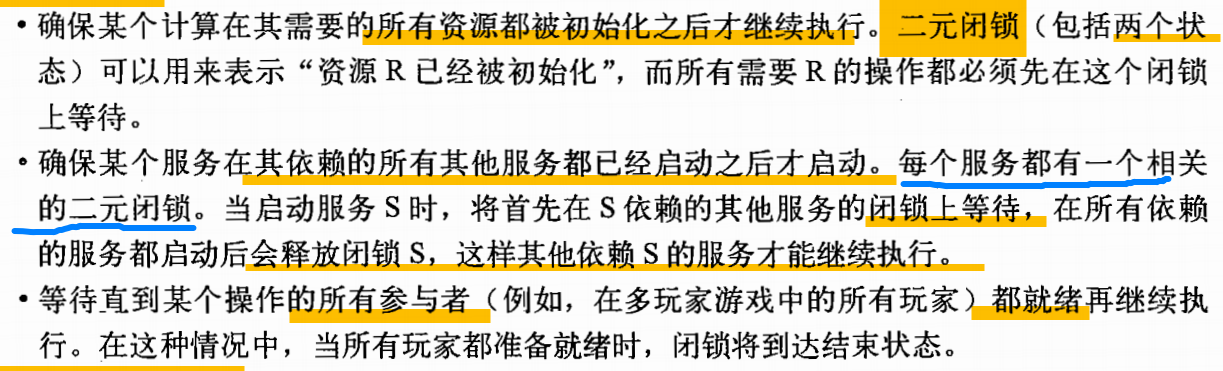 • 确保某个计算在其需要的所有资源都被初始化之后才继续执行。二元闭锁（包括两个状
态）可以用来表示“资源 R 已经被初始化”，而所有需要 R 的操作都必须先在这个闭锁
上等待。
• 确保某个服务在其依赖的所有其他服务都已经启动之后才启动。每个服务都有一个相关
的二元闭锁。当启动服务 S 时，将首先在 S 依赖的其他服务的闭锁上等待，在所有依赖
的服务都启动后会释放闭锁 S，这样其他依赖 S 的服务才能继续执行。
• 等待直到某个操作的所有参与者（例如，在多玩家游戏中的所有玩家）都就绪再继续执
行。在这种情况中，当所有玩家都准备就绪时，闭锁将到达结束状态。